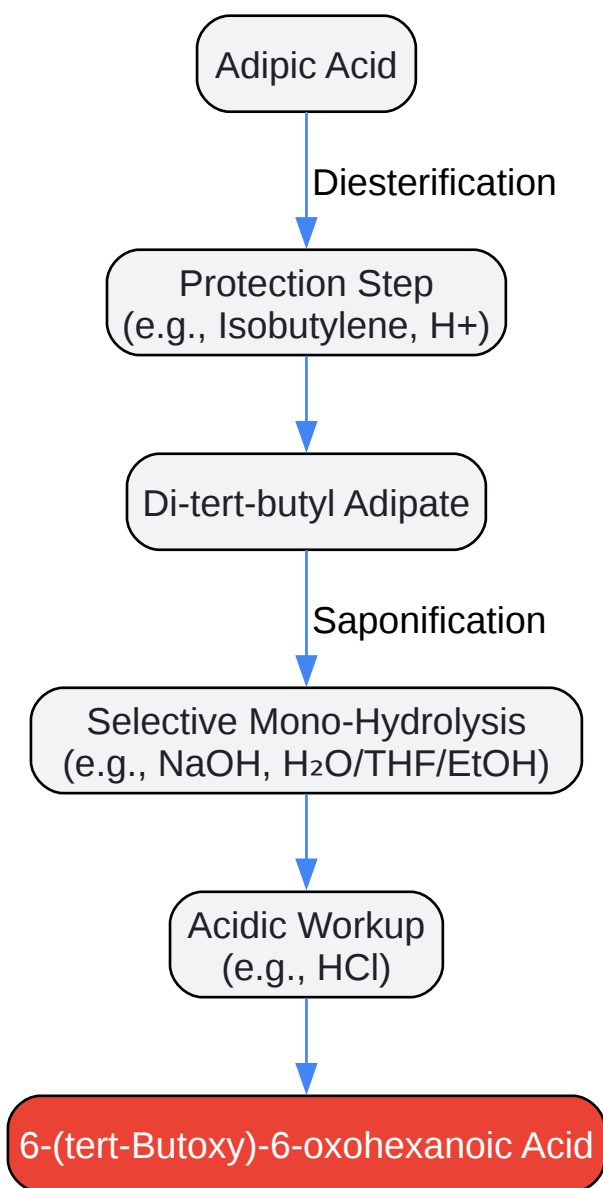 Adipic Acid
Diesterification
Protection Step
(e.g., Isobutylene, H+)
Di-tert-butyl Adipate
Saponification
Selective Mono-Hydrolysis
(e.g., NaOH, H₂O/THF/EtOH)
Acidic Workup
(e.g., HCl)
6-(tert-Butoxy)-6-oxohexanoic Acid